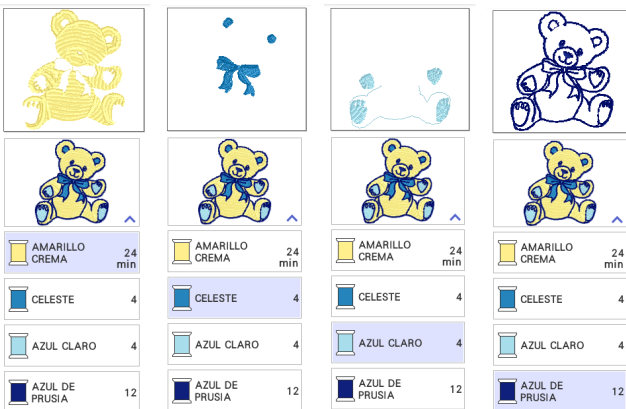 AMARILLO
CREMA
24
min
CELESTE
4
AZUL CLARO
4
AZUL DE
PRUSIA
12
AMARILLO
CREMA
24
min
CELESTE
4
AZUL CLARO
4
AZUL DE
PRUSIA
12
AMARILLO
CREMA
24
min
CELESTE
4
AZUL CLARO
4
AZUL DE
PRUSIA
12
AMARILLO
CREMA
24
min
CELESTE
4
AZUL CLARO
4
AZUL DE
PRUSIA
12